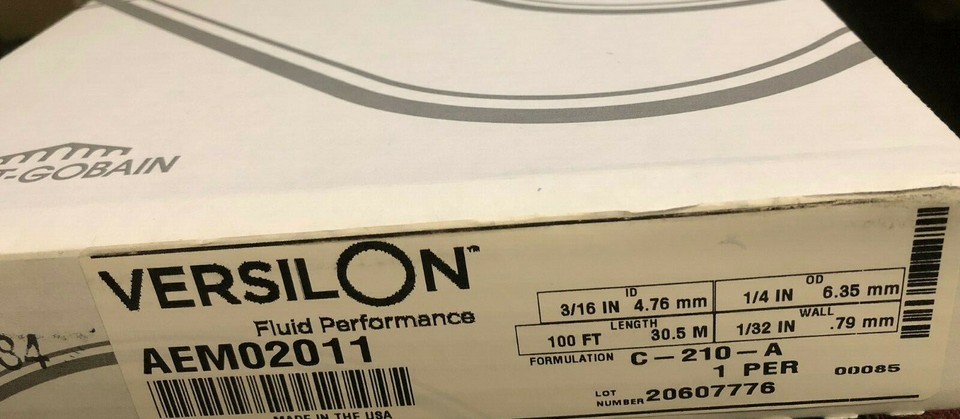 T-GOBAIN
VERSILON™
Fluid Performance
AEM02011
MADE IN THE USA
ID
3/16 IN 4.76 mm
OD
1/4 IN 6.35 mm
LENGTH
100 FT 30.5 M
WALL
1/32 IN .79 mm
FORMULATION C-210-A
1 PER 00085
LOT NUMBER 20607776
84